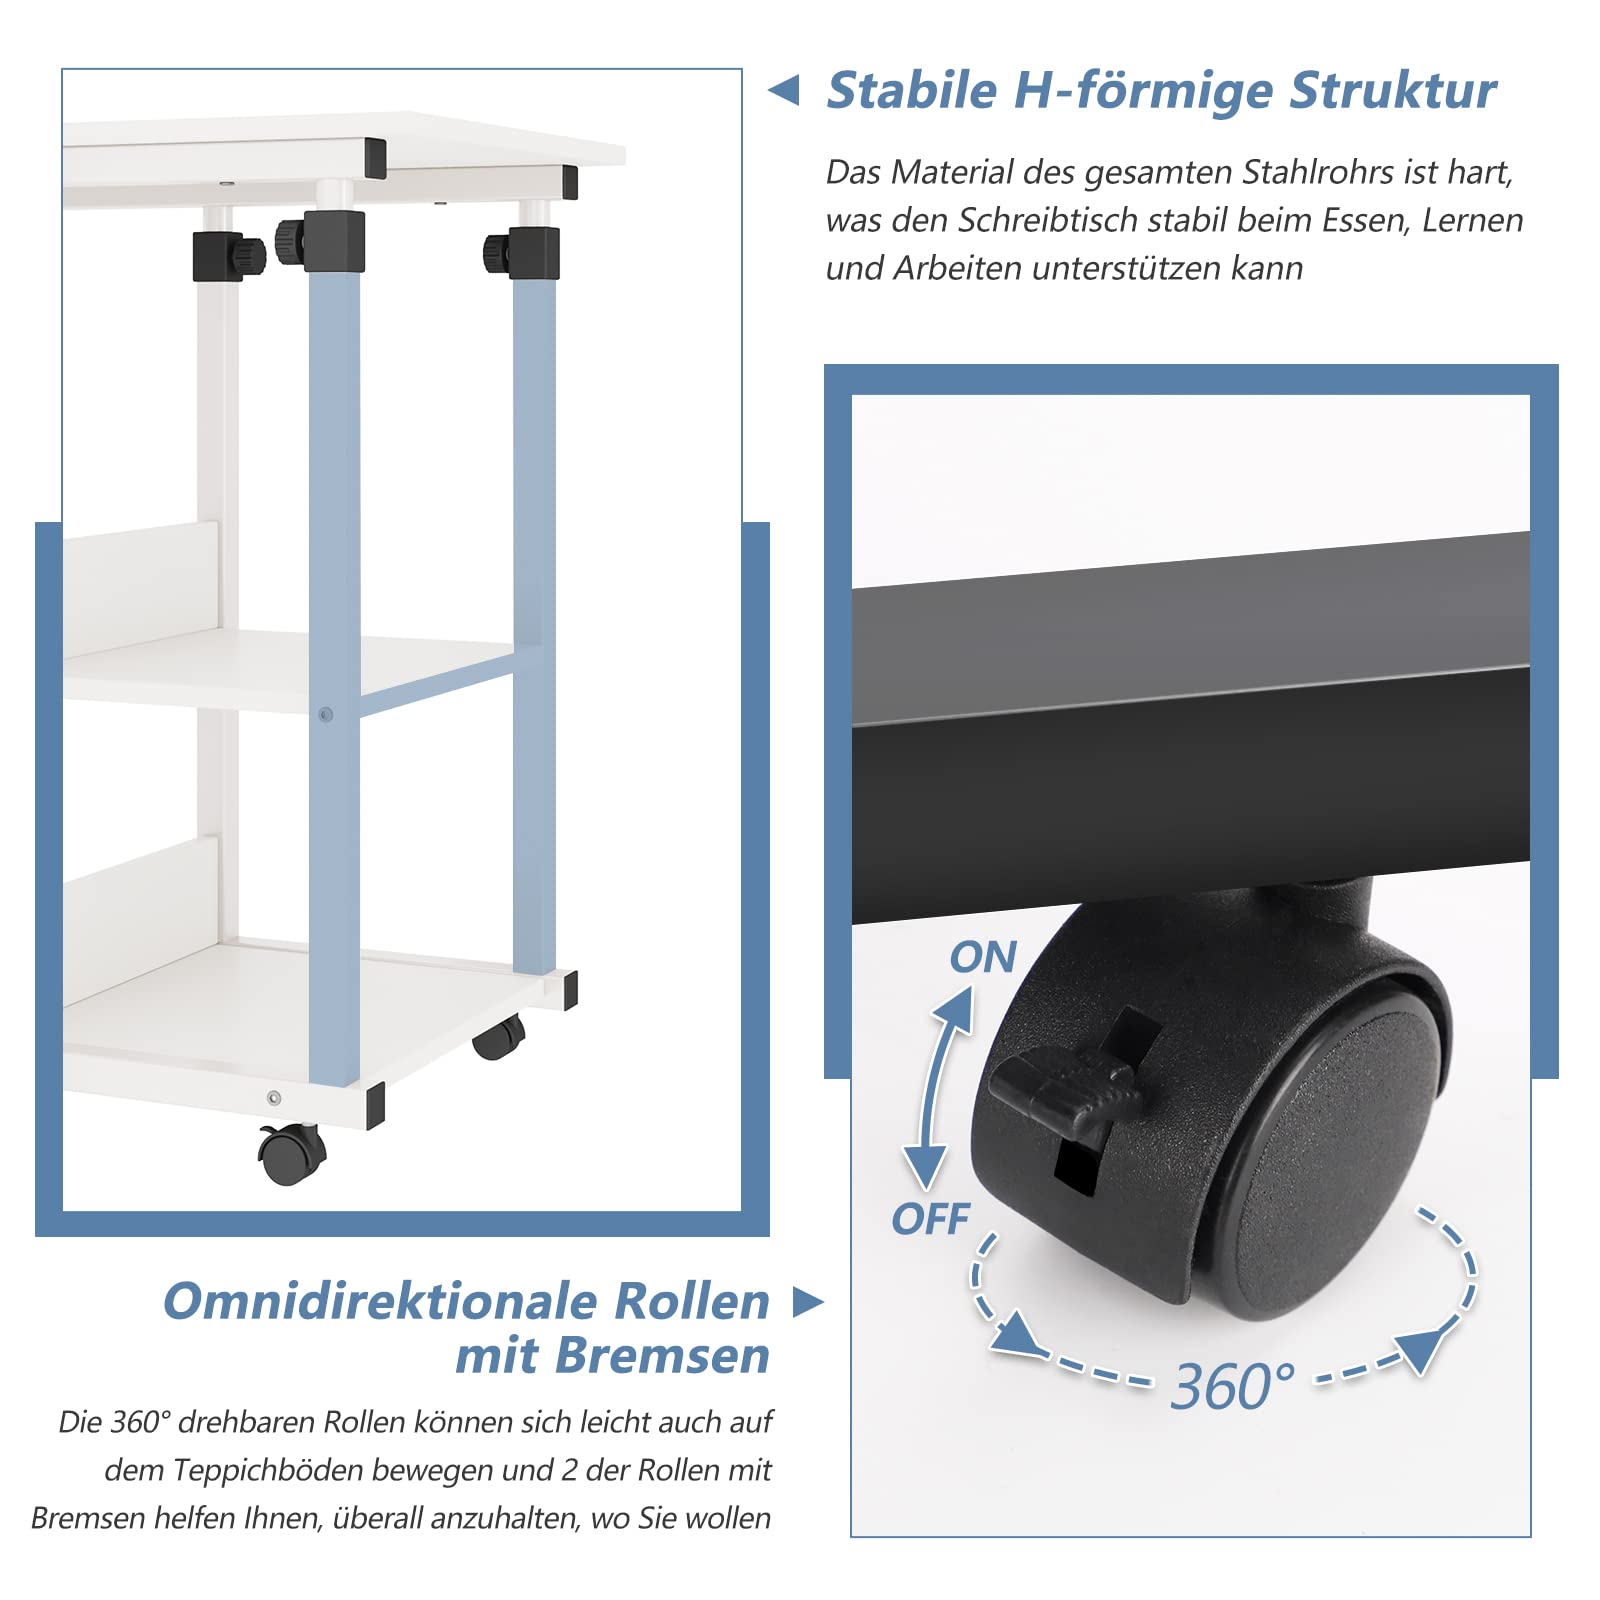 Stabile H-förmige Struktur
Das Material des gesamten Stahlrohrs ist hart,
was den Schreibtisch stabil beim Essen, Lernen
und Arbeiten unterstützen kann
ON
OFF
360°
Omnidirektionale Rollen
mit Bremsen
Die 360° drehbaren Rollen können sich leicht auch auf
dem Teppichböden bewegen und 2 der Rollen mit
Bremsen helfen Ihnen, überall anzuhalten, wo Sie wollen